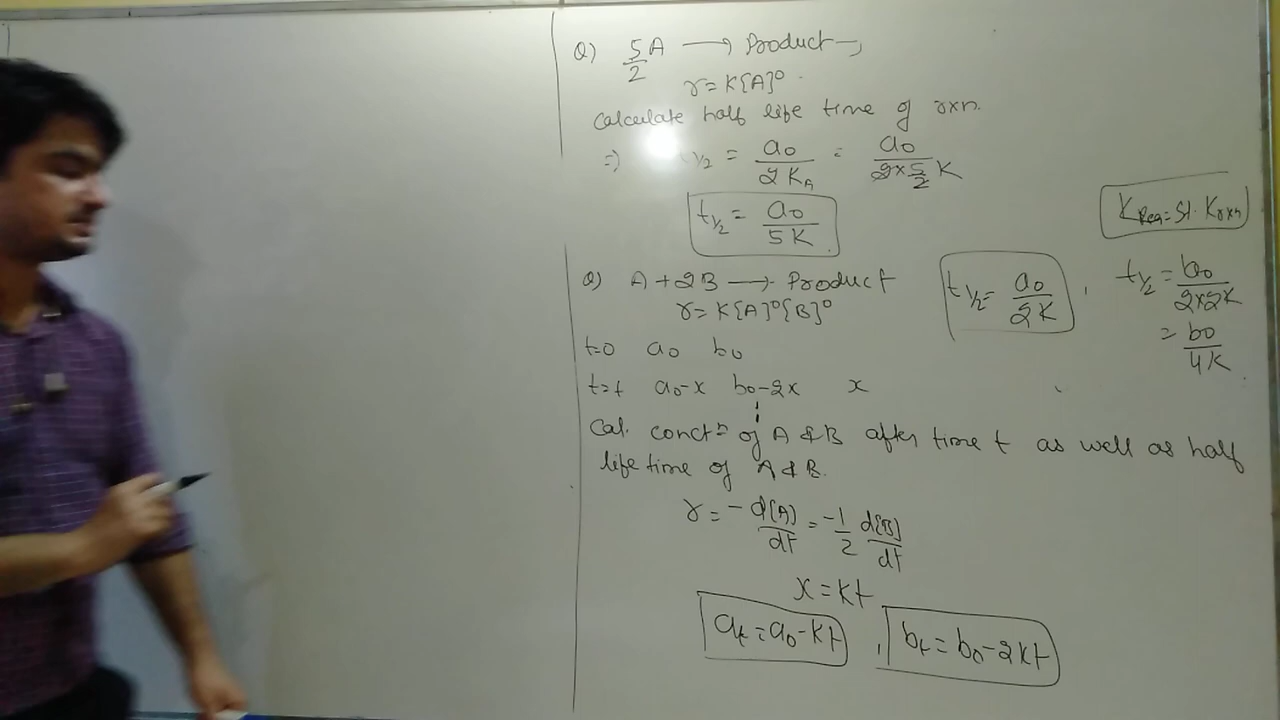 Q) 5/2 A → Product →
r = K[A]⁰
Calculate half life time of rxn.
⇒) 1/2 = a₀/2K_A = a₀/(2×5/2 K)
t1/2 = a₀/5K
K_Rea = St. K_rxn
Q) A + 2B → Product
r = K[A]⁰[B]⁰
t1/2 = a₀/2K , t1/2 = b₀/(2×2K)
= b₀/4K
t=0 a₀ b₀
t=t a₀-x b₀-2x x
Cal. conctⁿ of A & B after time t as well as half
life time of A & B.
r = -d[A]/dt = -1/2 d[B]/dt
x = kt
a_t = a₀-kt , b_t = b₀-2kt